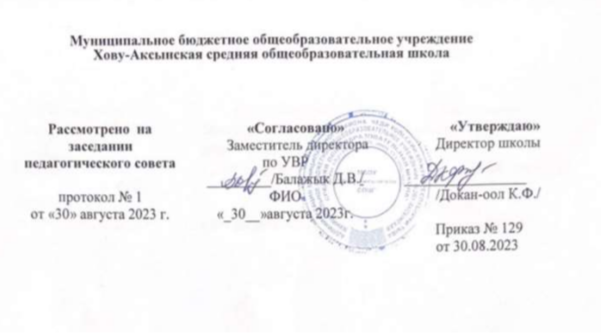 Муниципальное бюджетное общеобразовательное учреждение
Хову-Аксынская средняя общеобразовательная школа
Рассмотрено на
заседании
педагогического совета
протокол № 1
от «30» августа 2023 г.
«Согласовано»
Заместитель директора
по УВР
/Балажык Д.В./
ФИО
«_30__»августа 2023г.
«Утверждаю»
Директор школы
/Докан-оол К.Ф./
Приказ № 129
от 30.08.2023